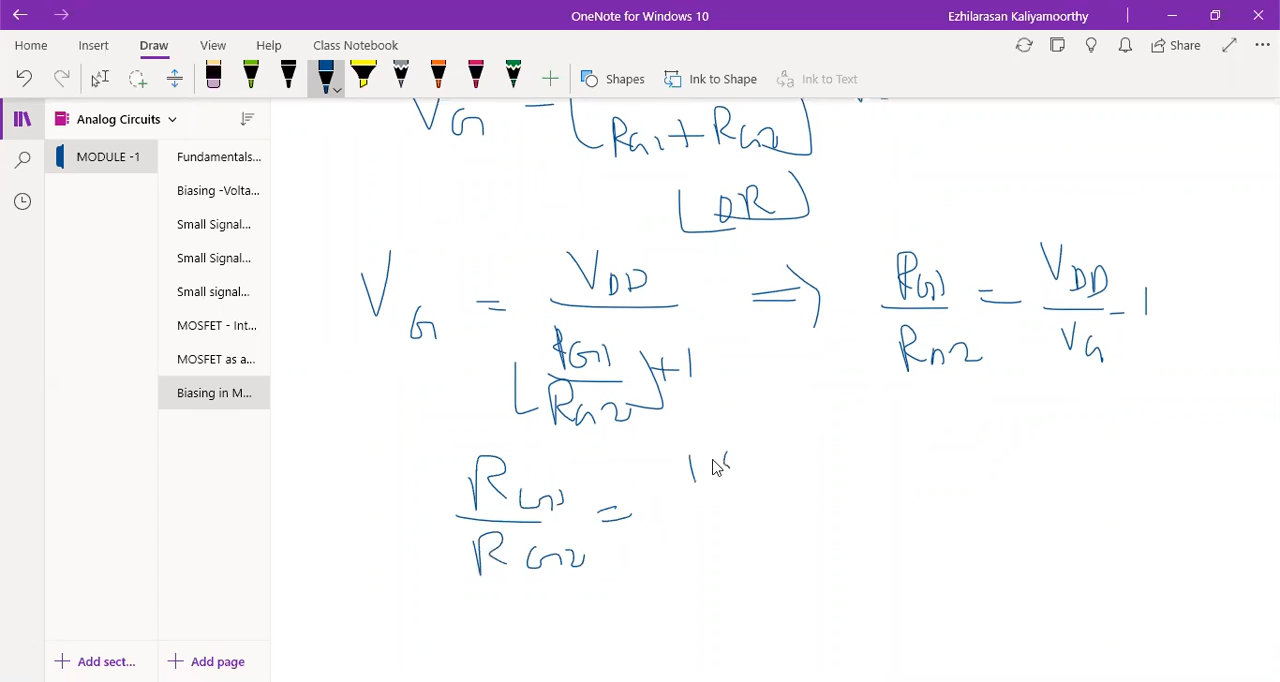 OneNote for Windows 10
Ezhilarasan Kaliyamoorthy
Home Insert Draw View Help Class Notebook
Share
Shapes Ink to Shape Ink to Text
Analog Circuits
MODULE -1
Fundamentals...
Biasing -Volta...
Small Signal...
Small Signal...
Small signal...
MOSFET - Int...
MOSFET as a...
Biasing in M...
Add sect...
Add page
VG =
RG1 + RG2
OR
VG = VDD / (RG1 / RG2) + 1 ⇒ RG1 / RG2 = VDD / VG - 1
RG1 / RG2 =